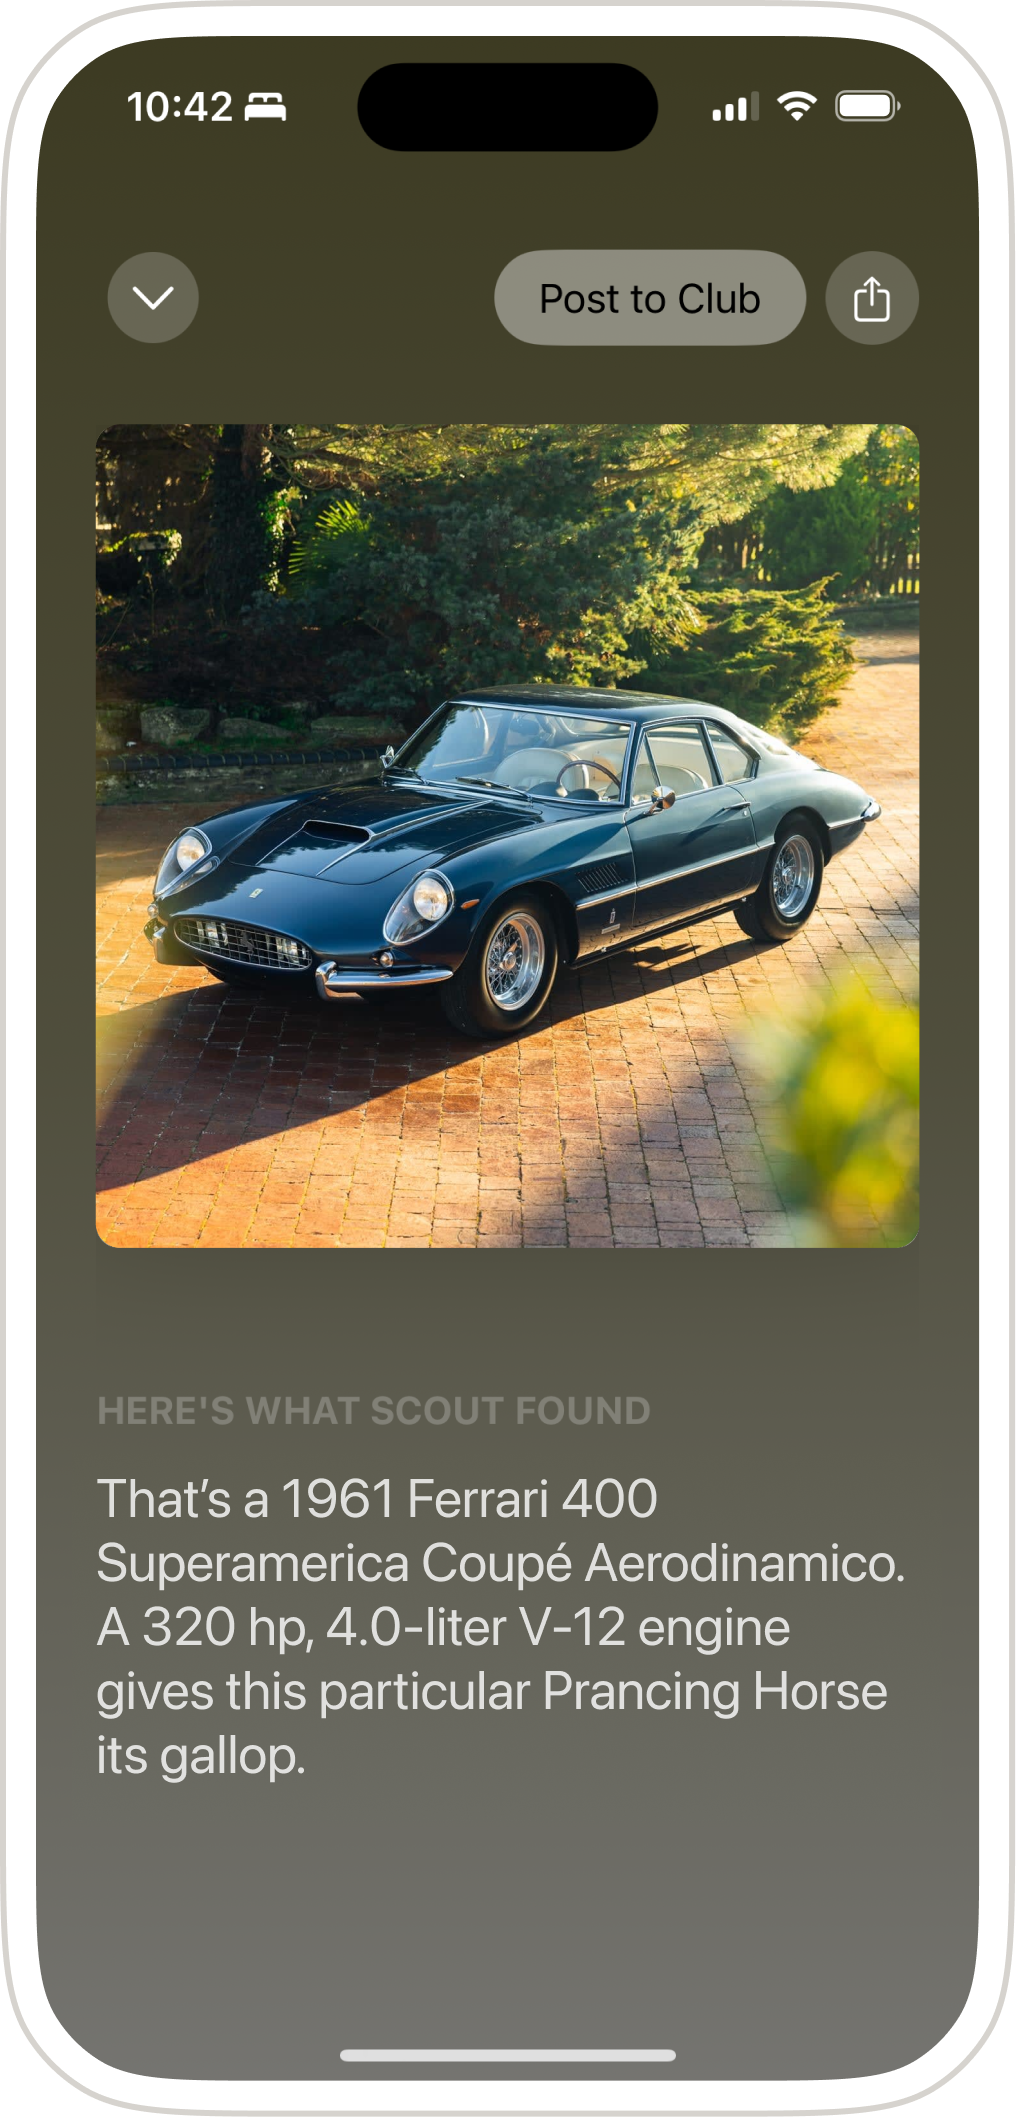 10:42
Post to Club
HERE'S WHAT SCOUT FOUND
That’s a 1961 Ferrari 400
Superamerica Coupé Aerodinamico.
A 320 hp, 4.0-liter V-12 engine
gives this particular Prancing Horse
its gallop.